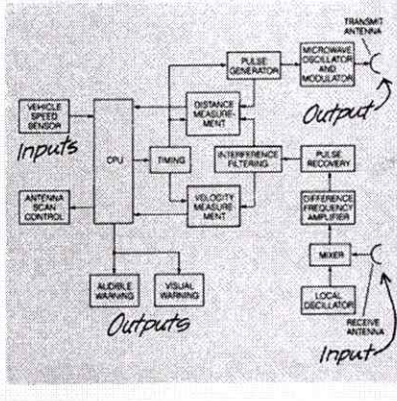 TRANSMIT
ANTENNA
PULSE
GENERATOR
MICROWAVE
OSCILLATOR
AND
MODULATOR
VEHICLE
SPEED
SENSOR
DISTANCE
MEASURE-
MENT
Output
Inputs
CPU
TIMING
INTERFERENCE
FILTERING
PULSE
RECOVERY
ANTENNA
SCAN
CONTROL
VELOCITY
MEASURE-
MENT
DIFFERENCE
FREQUENCY
AMPLIFIER
MIXER
AUDIBLE
WARNING
VISUAL
WARNING
LOCAL
OSCILLATOR
Outputs
RECEIVE
ANTENNA
Input